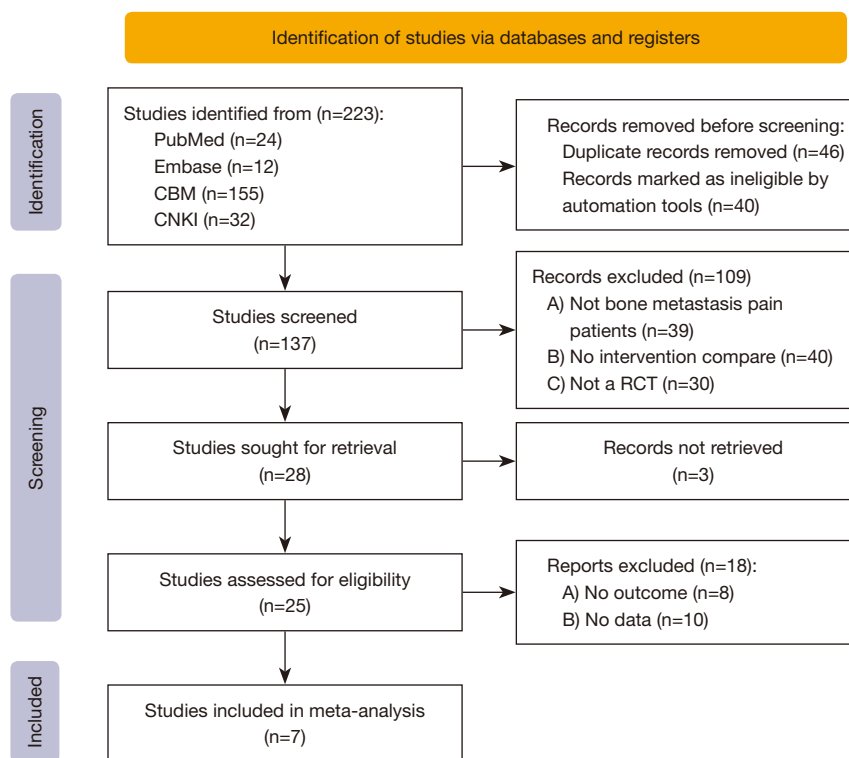 Identification of studies via databases and registers
Identification
Studies identified from (n=223):
PubMed (n=24)
Embase (n=12)
CBM (n=155)
CNKI (n=32)
Records removed before screening:
Duplicate records removed (n=46)
Records marked as ineligible by
automation tools (n=40)
Screening
Studies screened
(n=137)
Records excluded (n=109)
A) Not bone metastasis pain
patients (n=39)
B) No intervention compare (n=40)
C) Not a RCT (n=30)
Studies sought for retrieval
(n=28)
Records not retrieved
(n=3)
Studies assessed for eligibility
(n=25)
Reports excluded (n=18):
A) No outcome (n=8)
B) No data (n=10)
Included
Studies included in meta-analysis
(n=7)